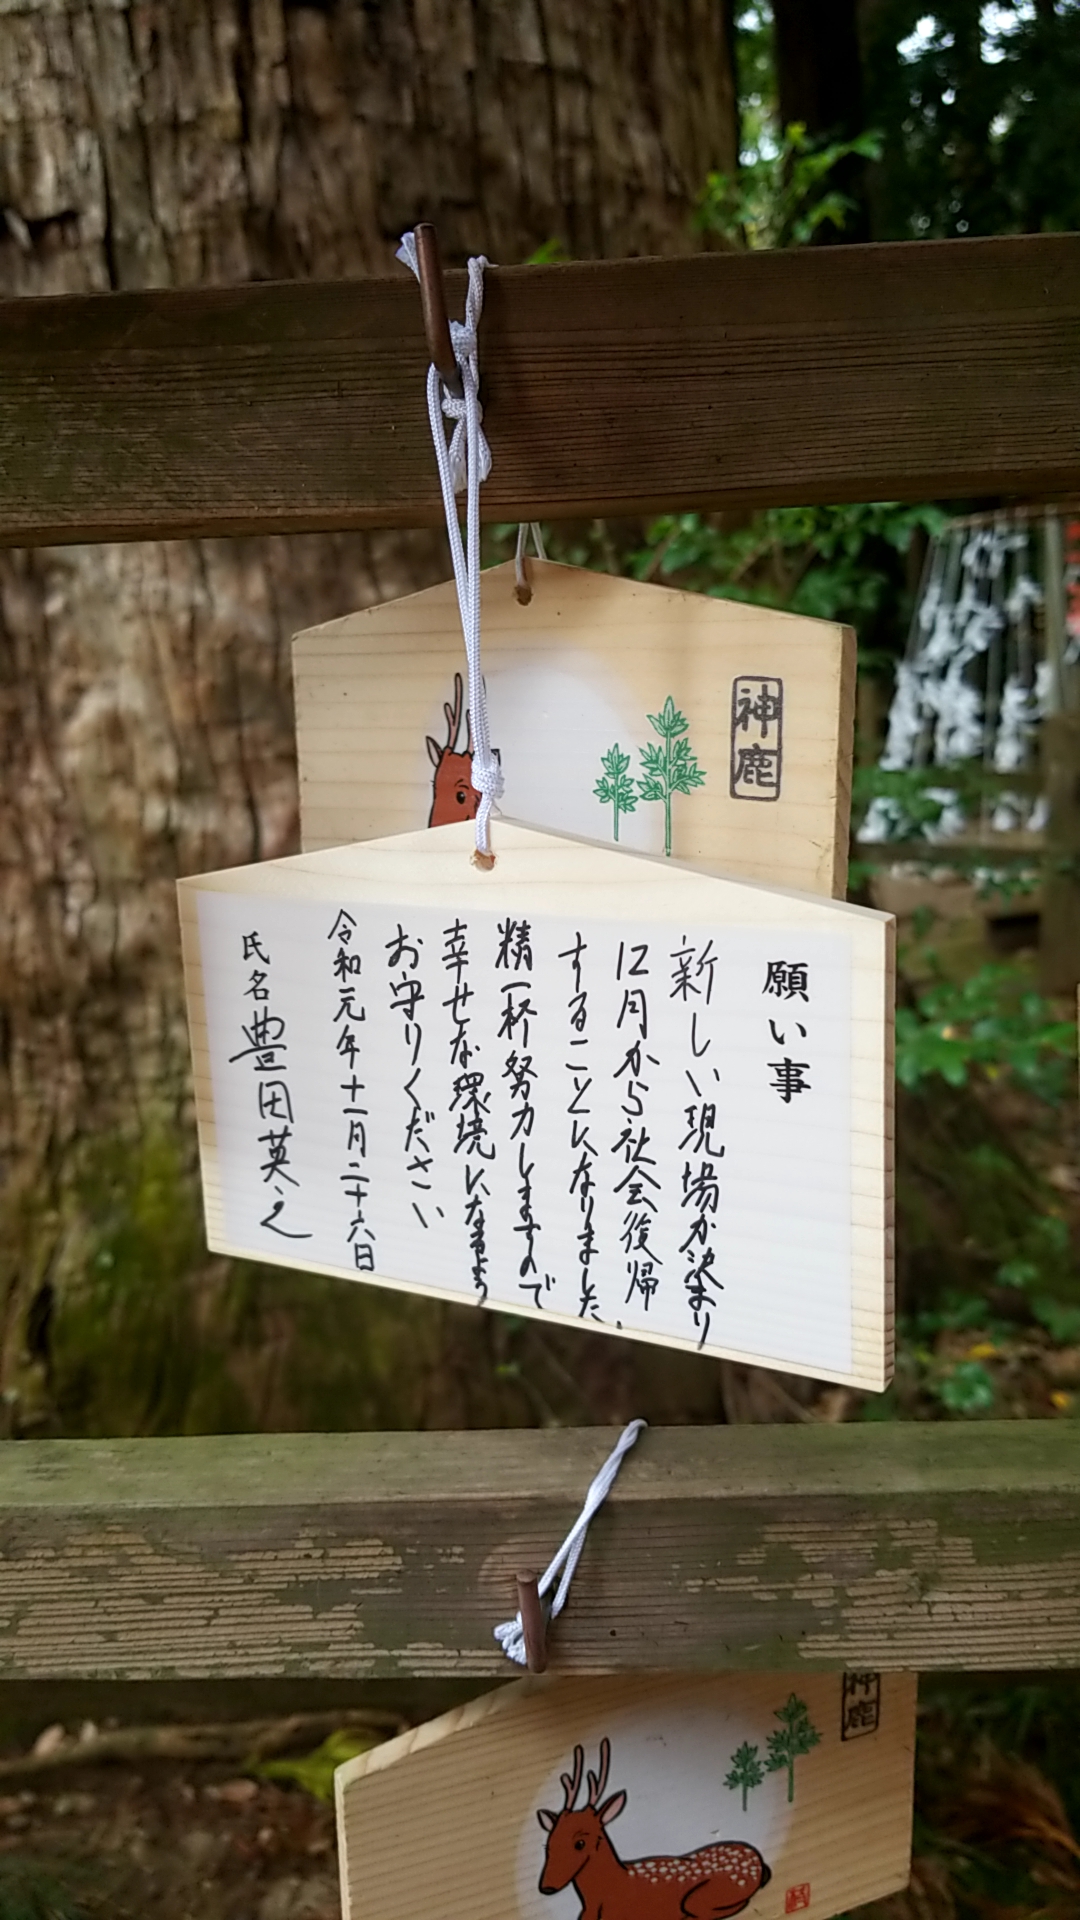 神鹿
願い事
新しい現場が決まり
12月から社会復帰
することになりました.
精一杯努力しますので
幸せな環境になるよう
お守りください
令和元年十一月二十六日
氏名豊田英之
神鹿